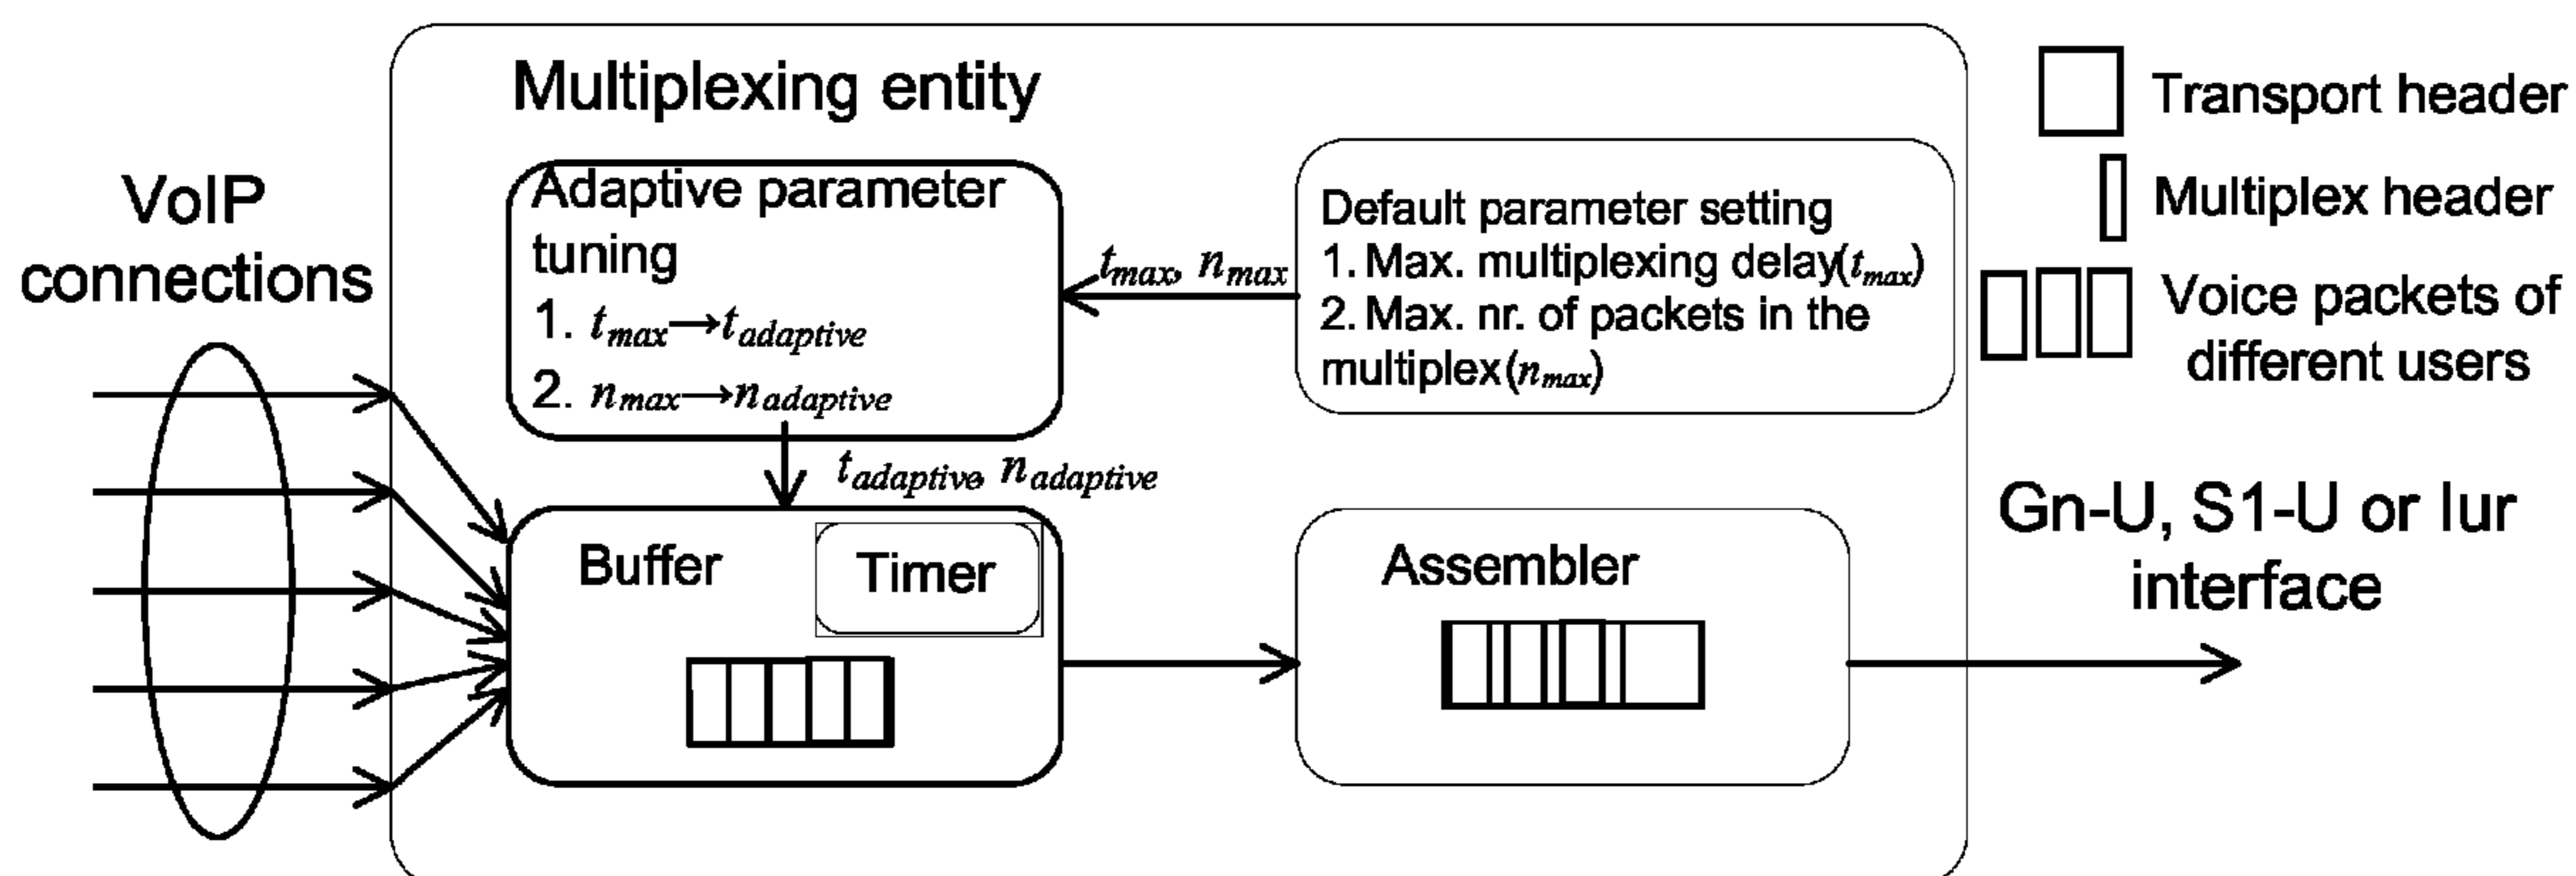 Multiplexing entity
VoIP
connections
Adaptive parameter
tuning
1. tmax→tadaptive
2. nmax→nadaptive
tmax, nmax
Default parameter setting
1. Max. multiplexing delay(tmax)
2. Max. nr. of packets in the
multiplex(nmax)
tadaptive, nadaptive
Buffer
Timer
Assembler
Transport header
Multiplex header
Voice packets of
different users
Gn-U, S1-U or Iur
interface